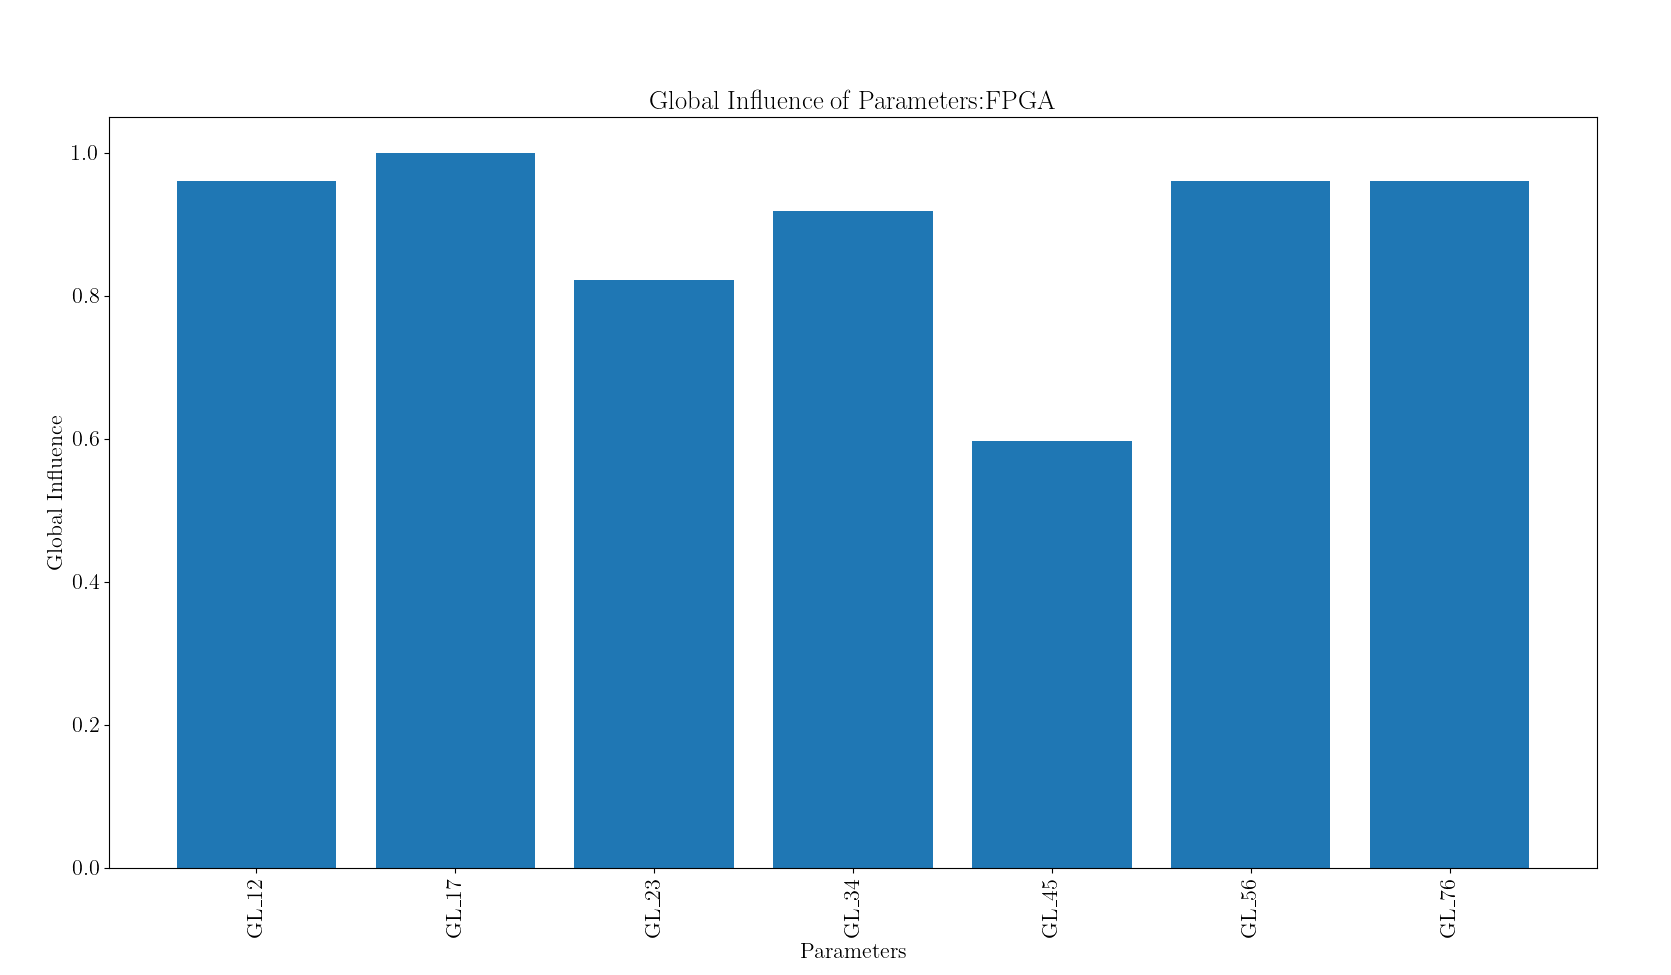 Global Influence of Parameters:FPGA
1.0
0.8
0.6
0.4
0.2
0.0
Global Influence
GL_12
GL_17
GL_23
GL_34
GL_45
GL_56
GL_76
Parameters